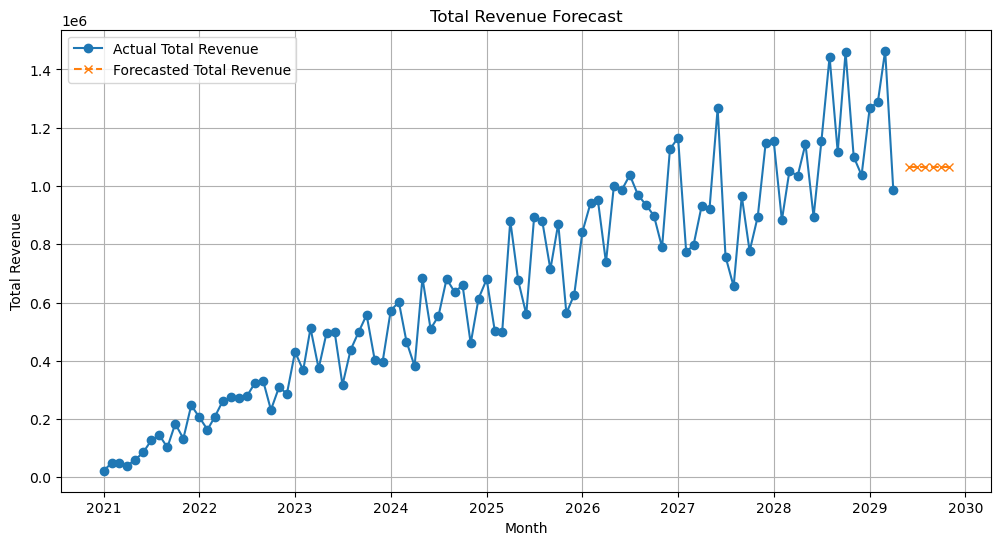 Total Revenue Forecast
1e6
Actual Total Revenue
Forecasted Total Revenue
1.4
1.2
1.0
0.8
0.6
0.4
0.2
0.0
Total Revenue
2021 2022 2023 2024 2025 2026 2027 2028 2029 2030
Month